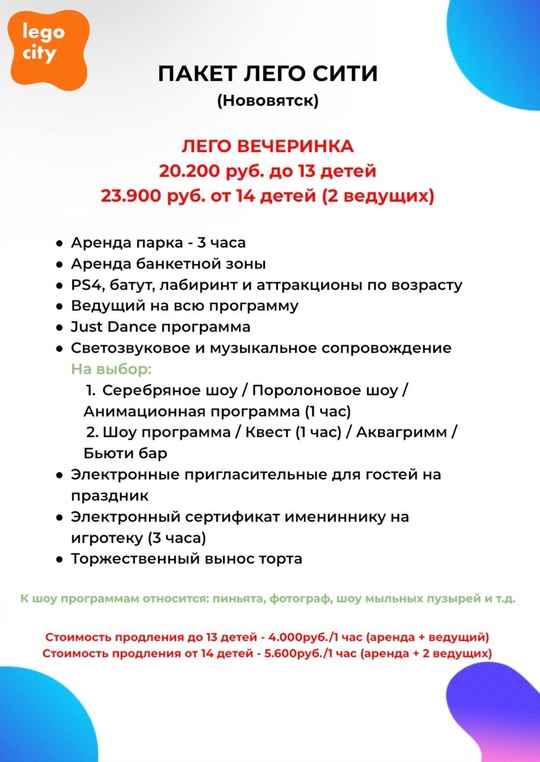 lego
city
ПАКЕТ ЛЕГО СИТИ
(Нововятск)
ЛЕГО ВЕЧЕРИНКА
20.200 руб. до 13 детей
23.900 руб. от 14 детей (2 ведущих)
• Аренда парка - 3 часа
• Аренда банкетной зоны
• PS4, батут, лабиринт и аттракционы по возрасту
• Ведущий на всю программу
• Just Dance программа
• Светозвуковое и музыкальное сопровождение
На выбор:
1. Серебряное шоу / Поролоновое шоу /
Анимационная программа (1 час)
2. Шоу программа / Квест (1 час) / Аквагримм /
Бьюти бар
• Электронные пригласительные для гостей на
праздник
• Электронный сертификат имениннику на
игротеку (3 часа)
• Торжественный вынос торта
К шоу программам относится: пиньята, фотограф, шоу мыльных пузырей и т.д.
Стоимость продления до 13 детей - 4.000руб./1 час (аренда + ведущий)
Стоимость продления от 14 детей - 5.600руб./1 час (аренда + 2 ведущих)